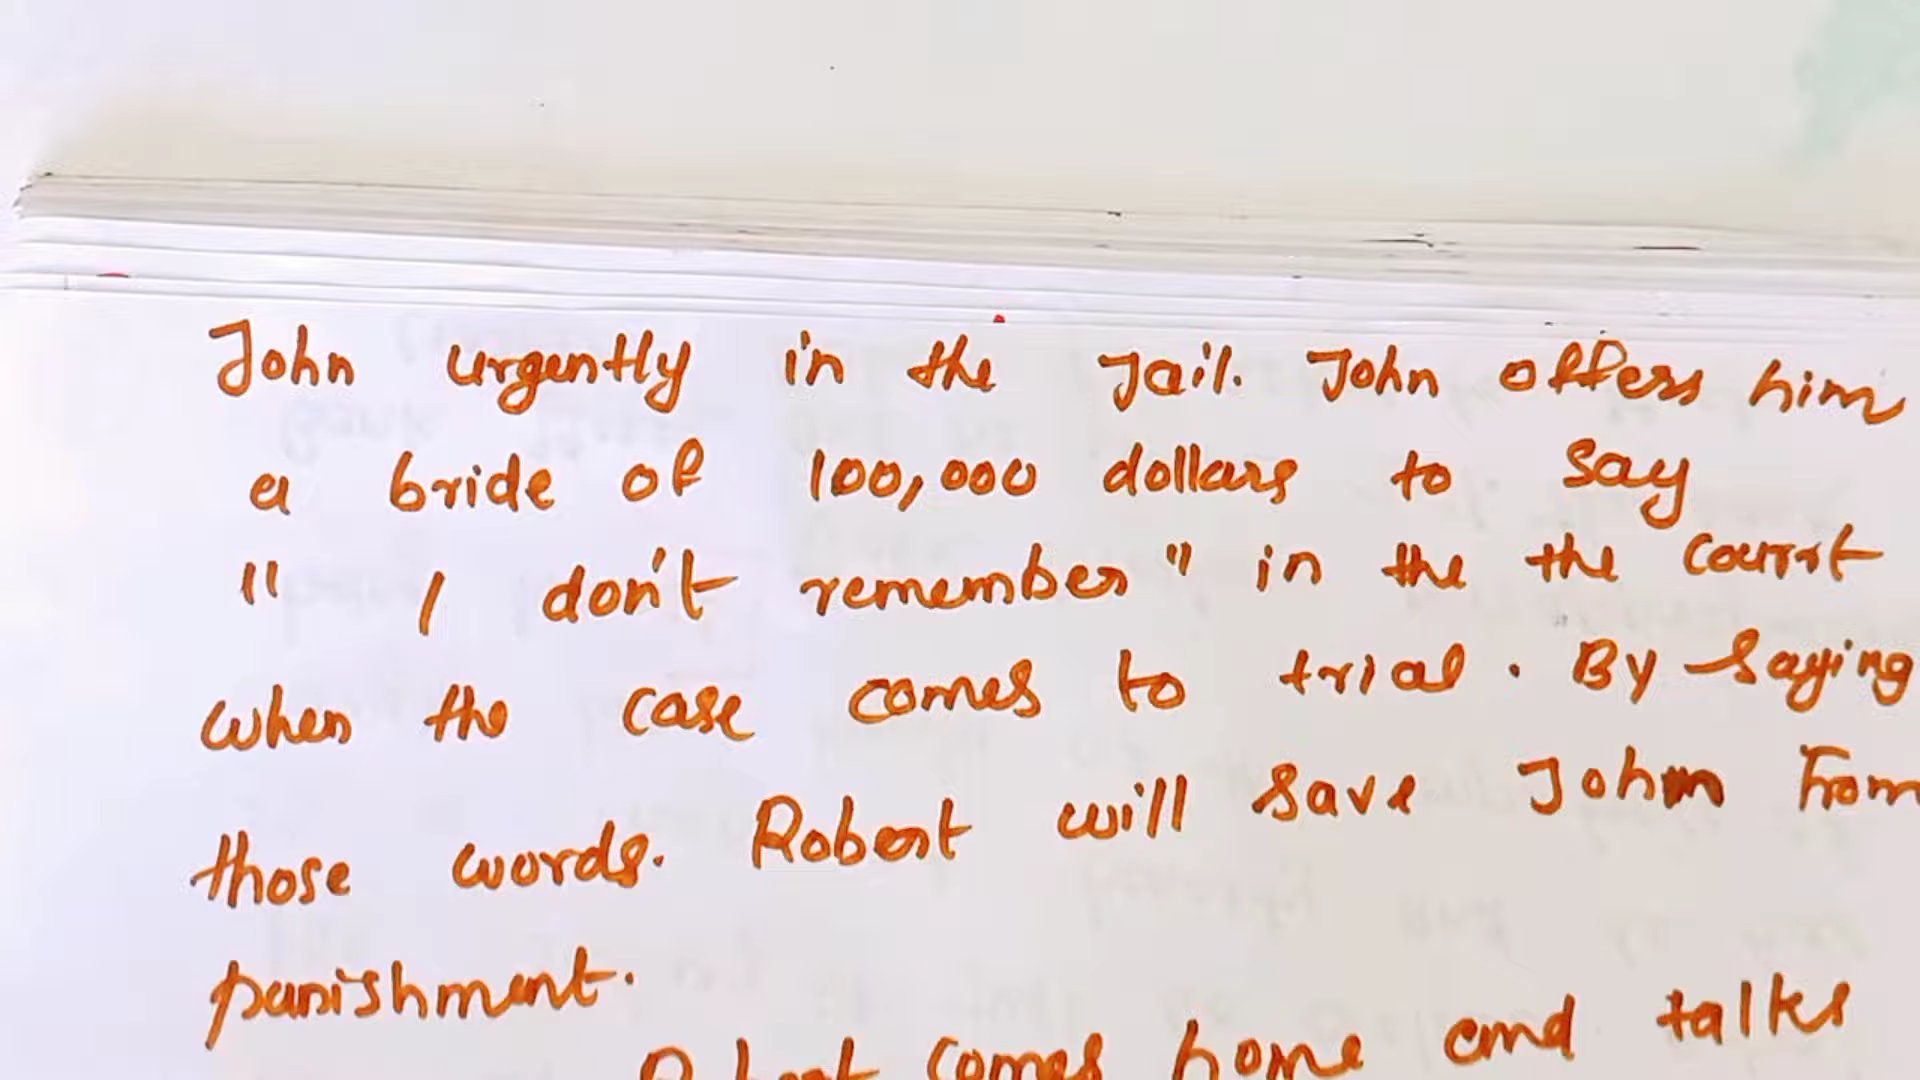 John urgently in the Jail. John offers him
a bride of 100,000 dollars to say
" I don't remember" in the the court
when the case comes to trial. By saying
those words. Robert will save John From
punishment.
Robert comes home and talks